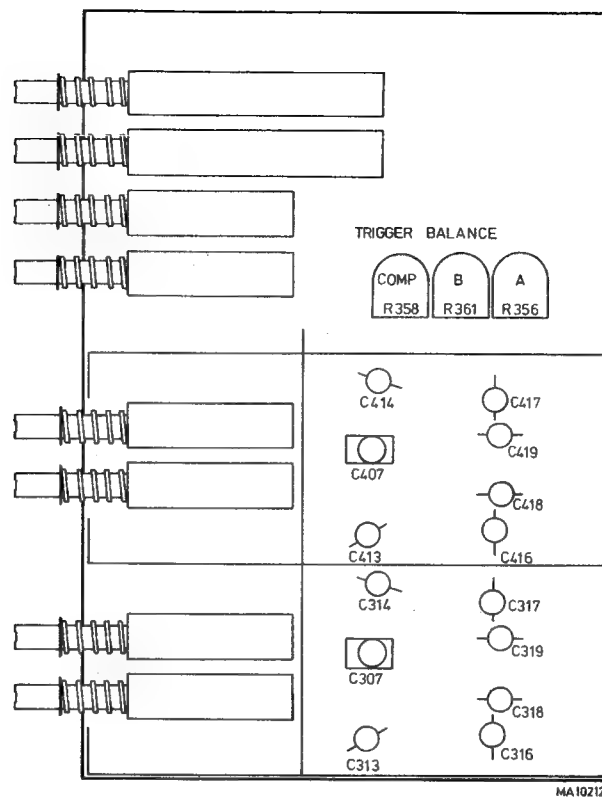 TRIGGER BALANCE
COMP B A
R358 R361 R356
C414 C417
C419
C407
C418
C413 C416
C314 C317
C319
C307
C318
C313 C316
MA10212